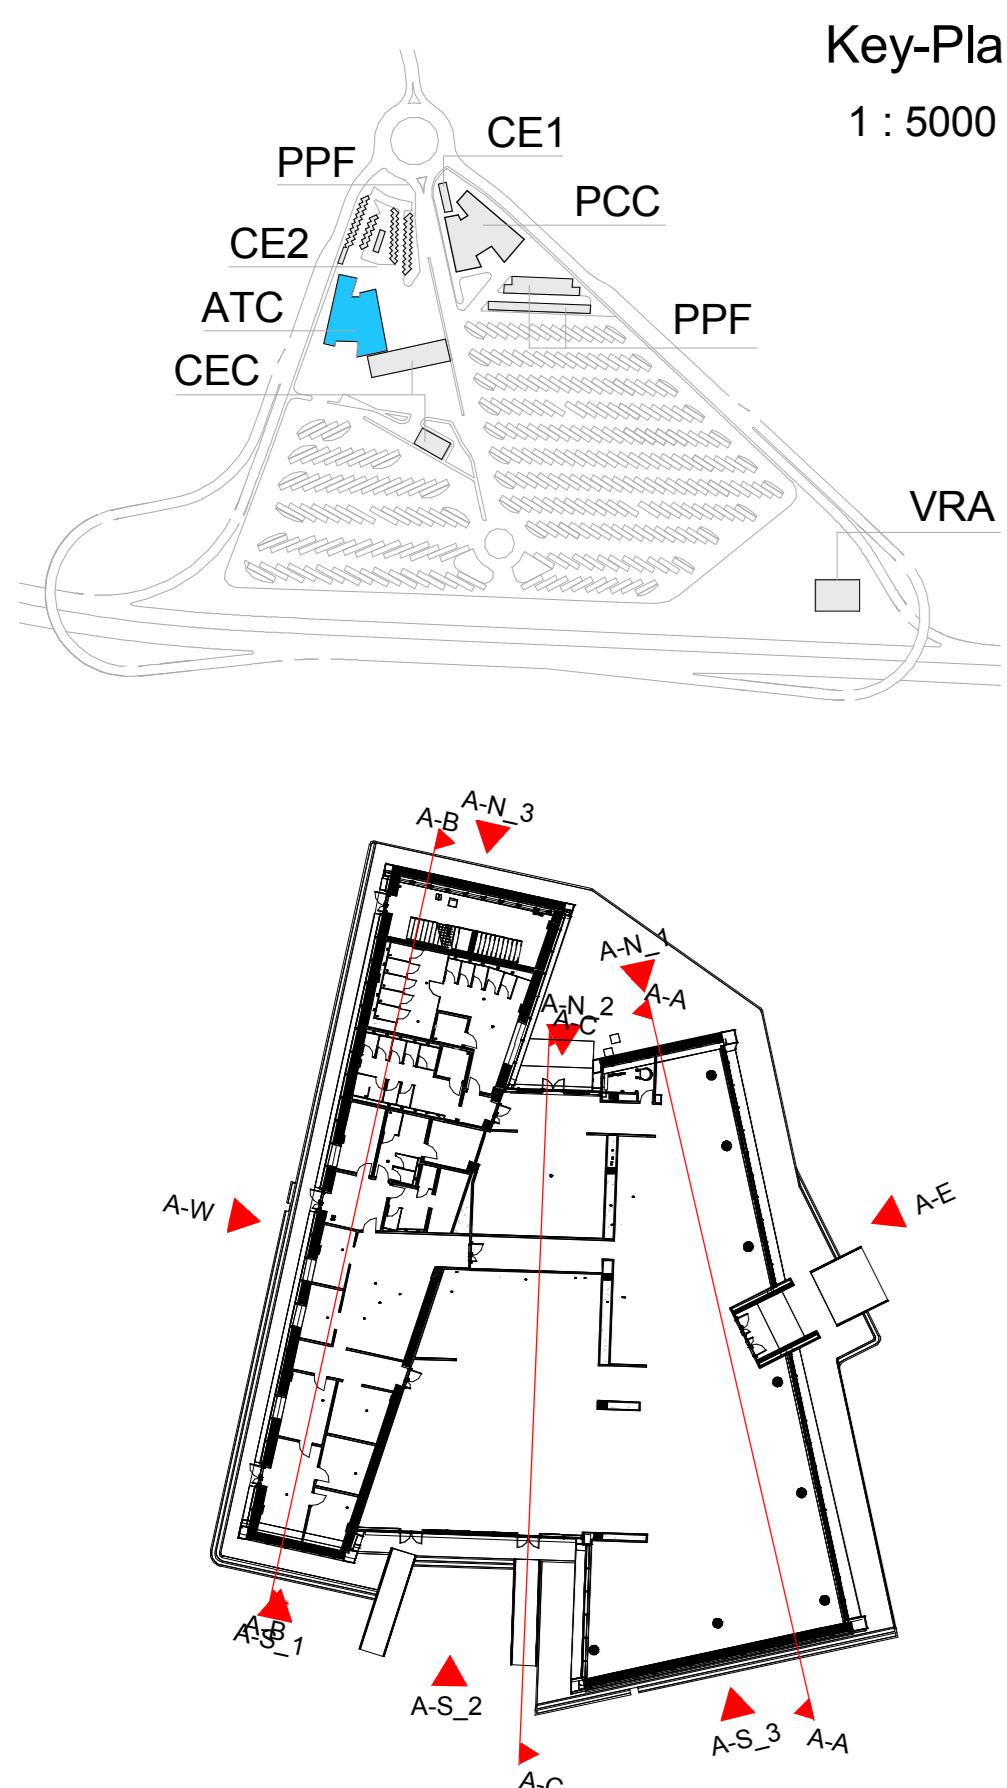 Key-Pla
1 : 5000
CE1
PPF
PCC
CE2
ATC
PPF
CEC
VRA
A-N_3
A-B
A-N_1
A-A
A-N_2
A-C
A-W
A-E
A-B
A-S_1
A-S_2
A-S_3
A-A
A-C